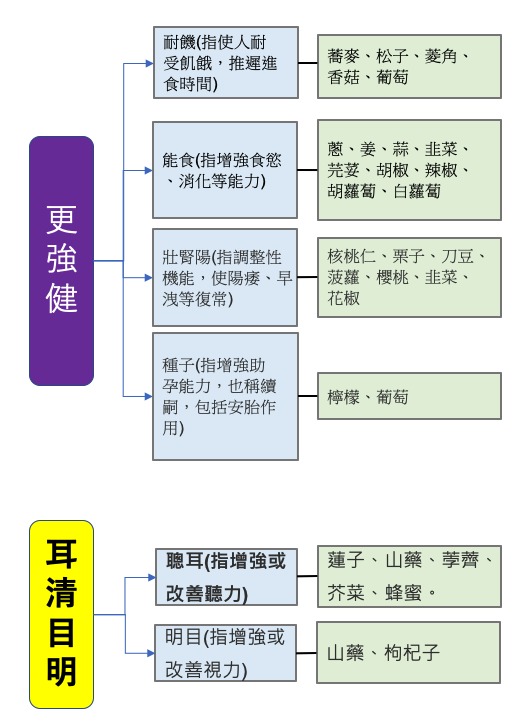 更強健
耐饑(指使人耐
受飢餓，推遲進
食時間)
蕎麥、松子、菱角、
香菇、葡萄
能食(指增強食慾
、消化等能力)
蔥、姜、蒜、韭菜、
芫荽、胡椒、辣椒、
胡蘿蔔、白蘿蔔
壯腎陽(指調整性
機能，使陽痿、早
洩等復常)
核桃仁、栗子、刀豆、
菠蘿、櫻桃、韭菜、
花椒
種子(指增強助
孕能力，也稱續
嗣，包括安胎作
用)
檸檬、葡萄
耳清目明
聰耳(指增強或
改善聽力)
蓮子、山藥、荸薺、
芥菜、蜂蜜。
明目(指增強或
改善視力)
山藥、枸杞子